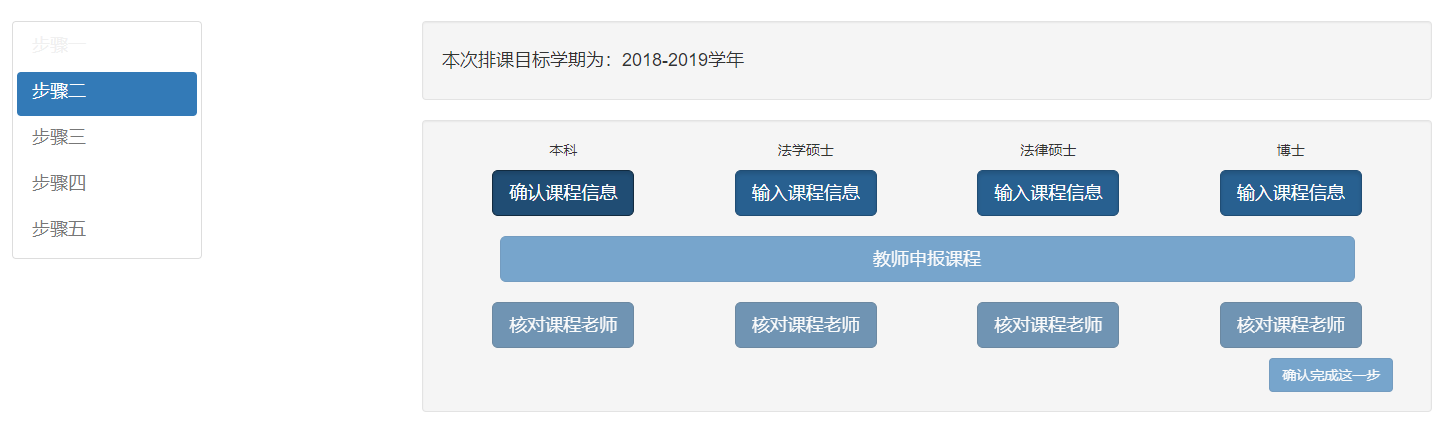 步骤一
步骤二
步骤三
步骤四
步骤五
本次排课目标学期为：2018-2019学年
本科 法学硕士 法律硕士 博士
确认课程信息 输入课程信息 输入课程信息 输入课程信息
教师申报课程
核对课程老师 核对课程老师 核对课程老师 核对课程老师
确认完成这一步